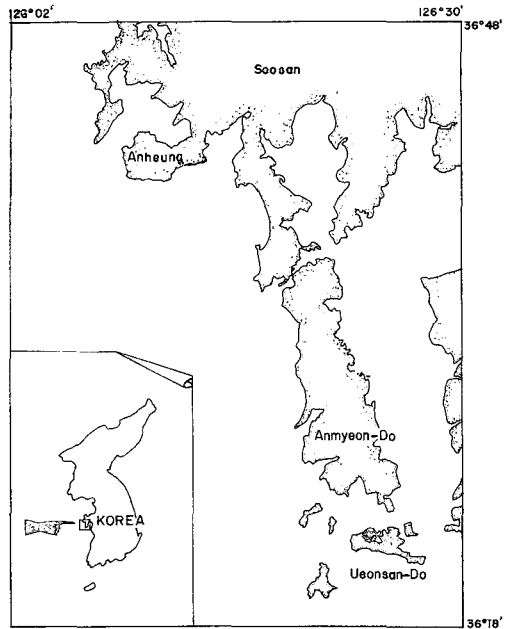 126° 02'
126° 30'
36° 48'
Soosan
Anheung
Anmyeon-Do
KOREA
Ueonsan-Do
36° 18'